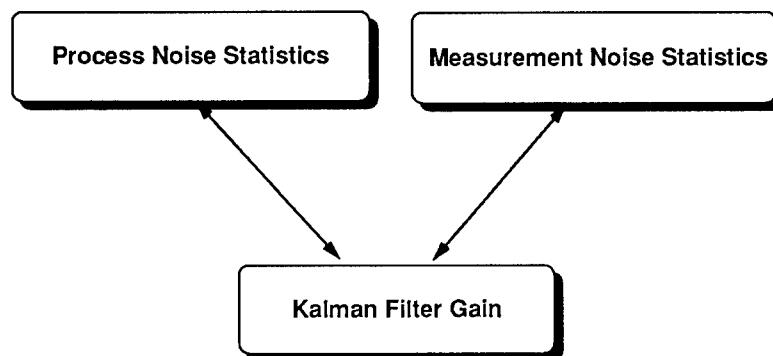 Process Noise Statistics
Measurement Noise Statistics
Kalman Filter Gain